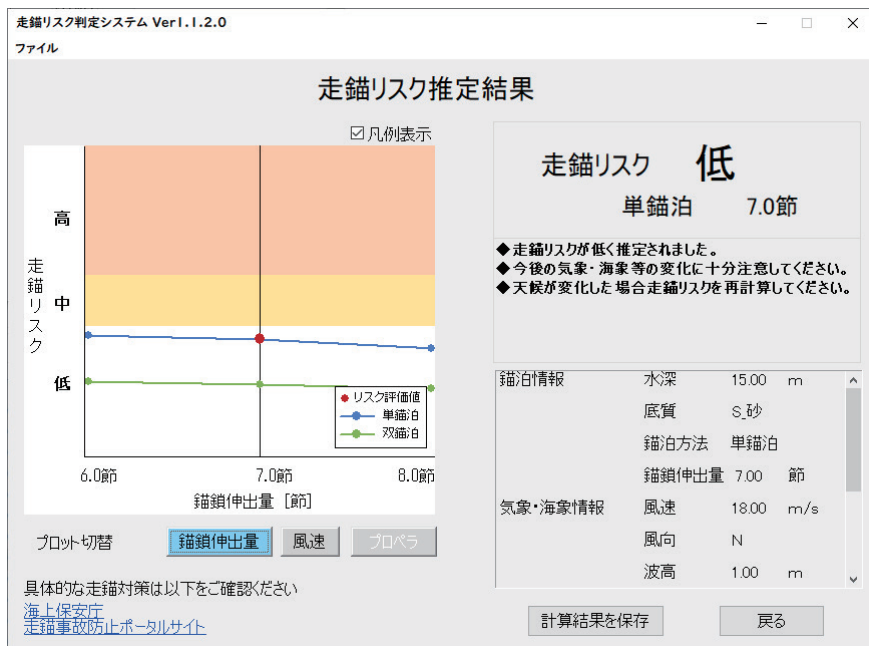 走錨リスク判定システム Ver1.1.2.0
ファイル
走錨リスク推定結果
凡例表示
高
中
低
走錨リスク
リスク評価値
単錨泊
双錨泊
6.0節 7.0節 8.0節
錨鎖伸出量 [節]
プロット切替 錨鎖伸出量 風速 プロペラ
具体的な走錨対策は以下をご確認ください
海上保安庁
走錨事故防止ポータルサイト
走錨リスク 低
単錨泊 7.0節
◆走錨リスクが低く推定されました。
◆今後の気象・海象等の変化に十分注意してください。
◆天候が変化した場合走錨リスクを再計算してください。
錨泊情報 水深 15.00 m
底質 S_砂
錨泊方法 単錨泊
錨鎖伸出量 7.00 節
気象・海象情報 風速 18.00 m/s
風向 N
波高 1.00 m
計算結果を保存 戻る